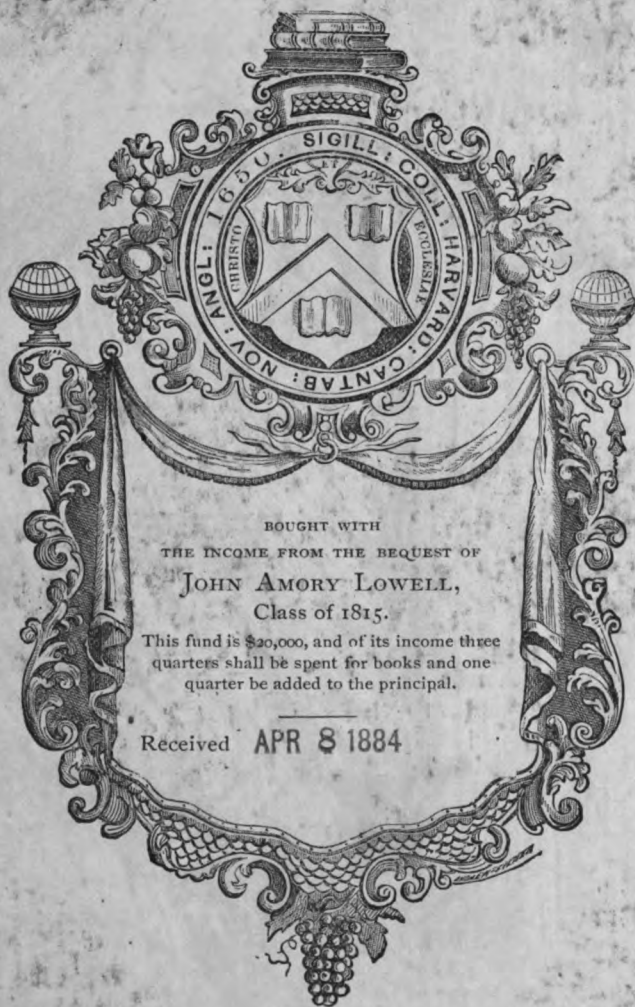 SIGILL: COLL: HARVARD: CANTAB: NOV: ANGL: 1650.
CHRISTO
ET
ECCLESIAE
BOUGHT WITH
THE INCOME FROM THE BEQUEST OF
JOHN AMORY LOWELL,
Class of 1815.
This fund is $20,000, and of its income three
quarters shall be spent for books and one
quarter be added to the principal.
Received APR 8 1884